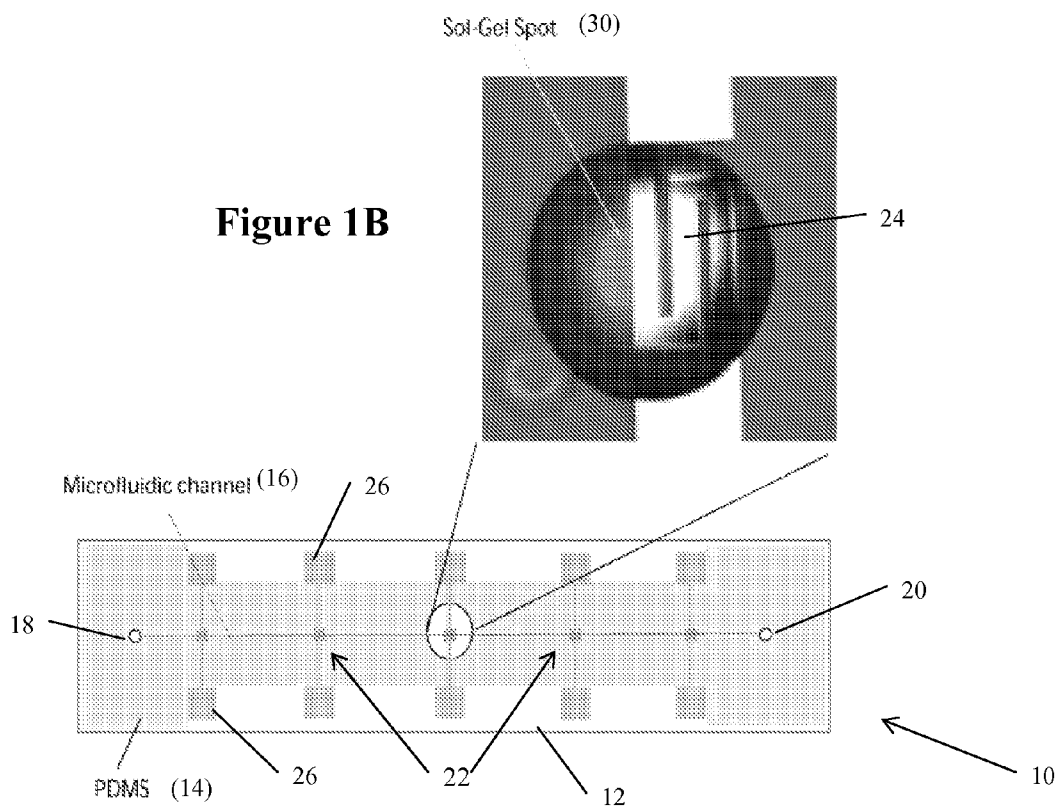 Sol-Gel Spot (30)
Figure 1B
24
Microfluidic channel (16)
26
18
20
PDMS (14)
26
22
12
10